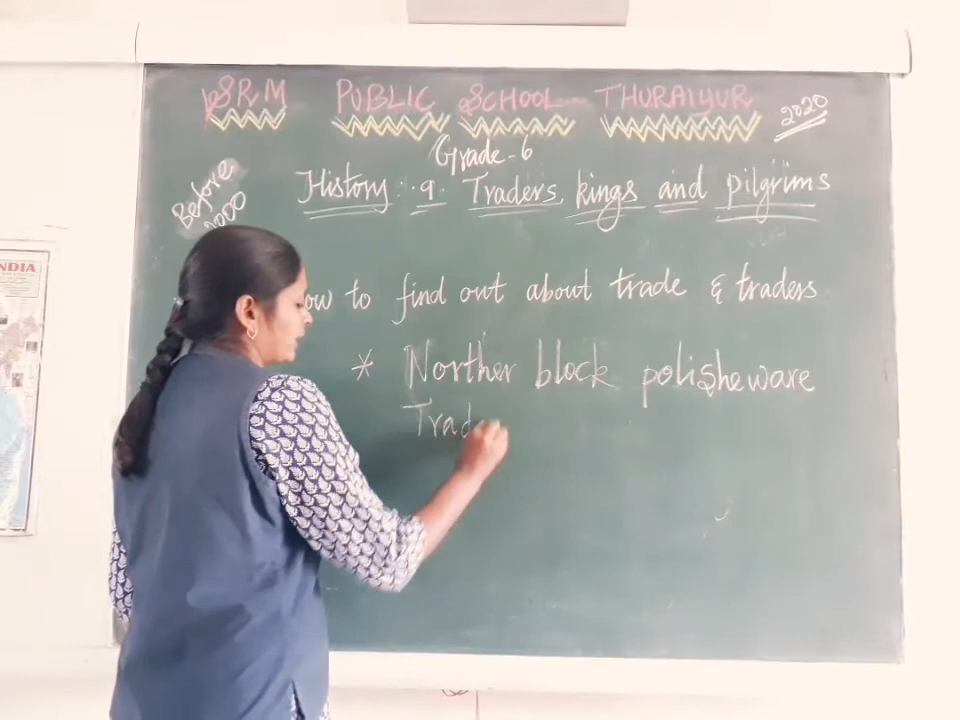 SRM PUBLIC SCHOOL THURAIYUR 2020
Grade-6
Before
2000
History : 9. Traders, kings and pilgrims
ow to find out about trade & traders
* Norther block polisheware
Trad
INDIA